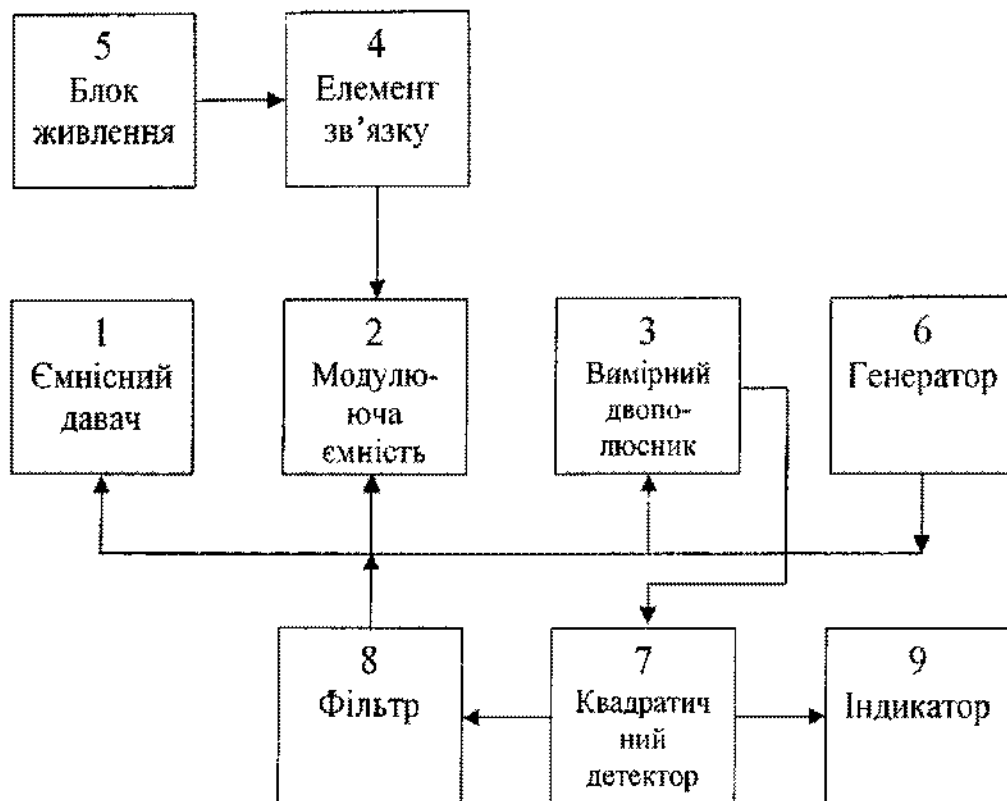 5
Блок
живлення
4
Елемент
зв’язку
1
Ємнісний
давач
2
Модулю-
юча
ємність
3
Вимірний
двопо-
люсник
6
Генератор
8
Фільтр
7
Квадратич
ний
детектор
9
Індикатор